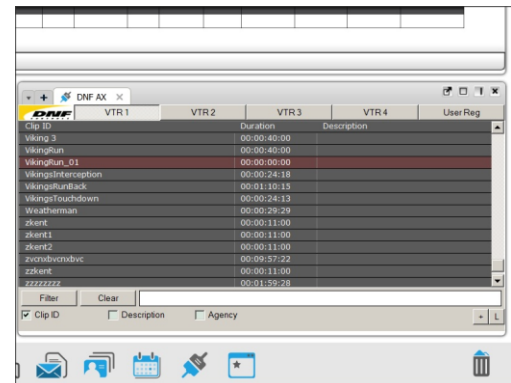 DNF AX
DNF VTR 1 VTR 2 VTR 3 VTR 4 User Reg
Clip ID Duration Description
Viking 3 00:00:40:00
VikingRun 00:00:40:00
VikingRun_01 00:00:00:00
VikingsInterception 00:00:24:18
VikingsRunBack 00:01:10:15
VikingsTouchdown 00:00:24:13
Weatherman 00:00:29:29
zkent 00:00:11:00
zkent1 00:00:11:00
zkent2 00:00:11:00
zvcnxbvcnxbvc 00:09:57:22
zzkent 00:00:11:00
zzzzzzzz 00:01:59:28
Filter Clear
Clip ID Description Agency + L